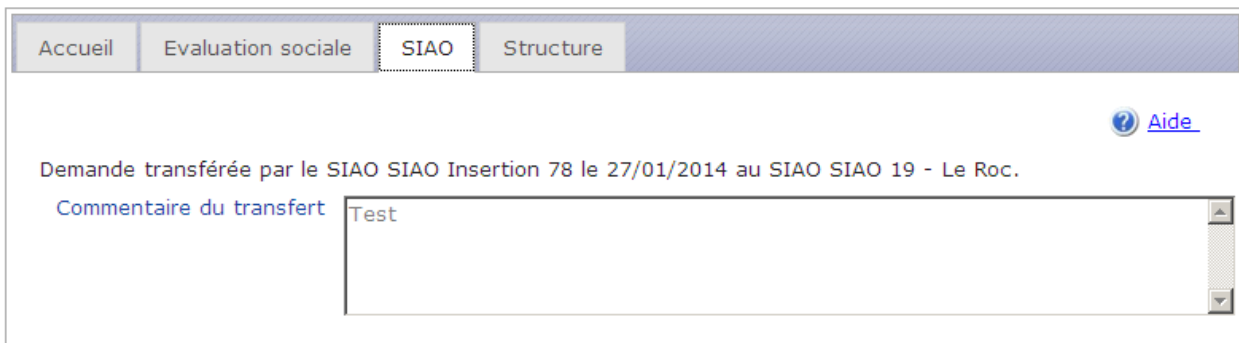 Accueil Evaluation sociale SIAO Structure
Aide
Demande transférée par le SIAO SIAO Insertion 78 le 27/01/2014 au SIAO SIAO 19 - Le Roc.
Commentaire du transfert Test